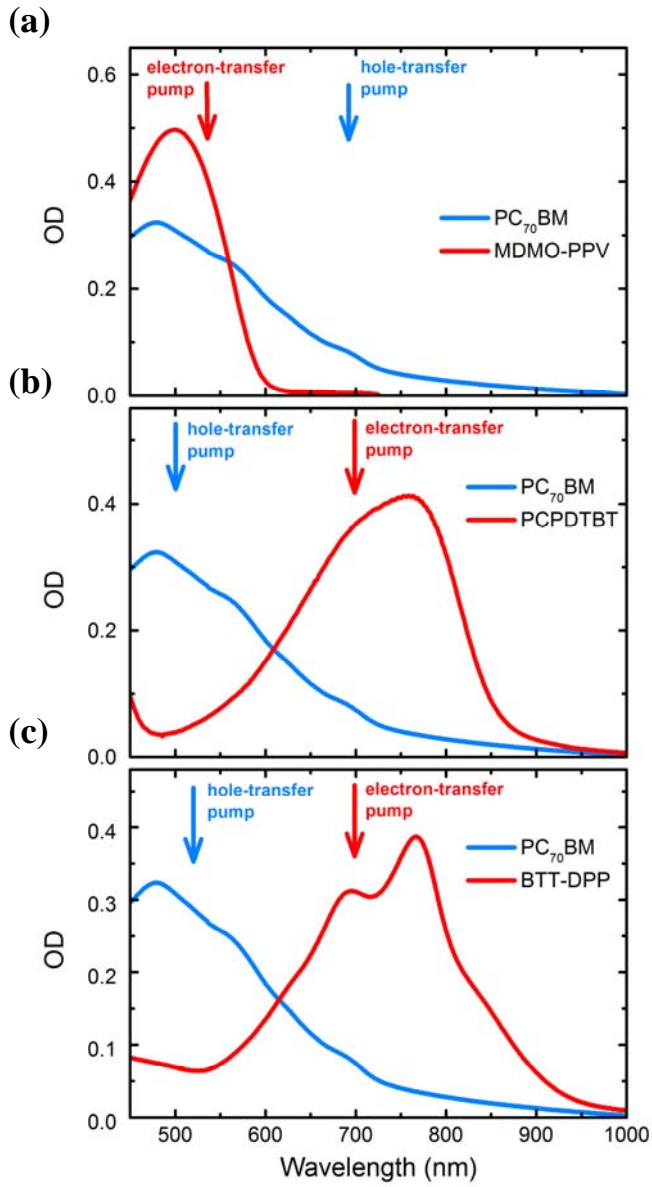 (a)
electron-transfer
pump
hole-transfer
pump
0.6
0.4
0.2
0.0
OD
PC70BM
MDMO-PPV
(b)
hole-transfer
pump
electron-transfer
pump
0.4
0.2
0.0
OD
PC70BM
PCPDTBT
(c)
hole-transfer
pump
electron-transfer
pump
0.4
0.3
0.2
0.1
0.0
OD
PC70BM
BTT-DPP
500 600 700 800 900 1000
Wavelength (nm)